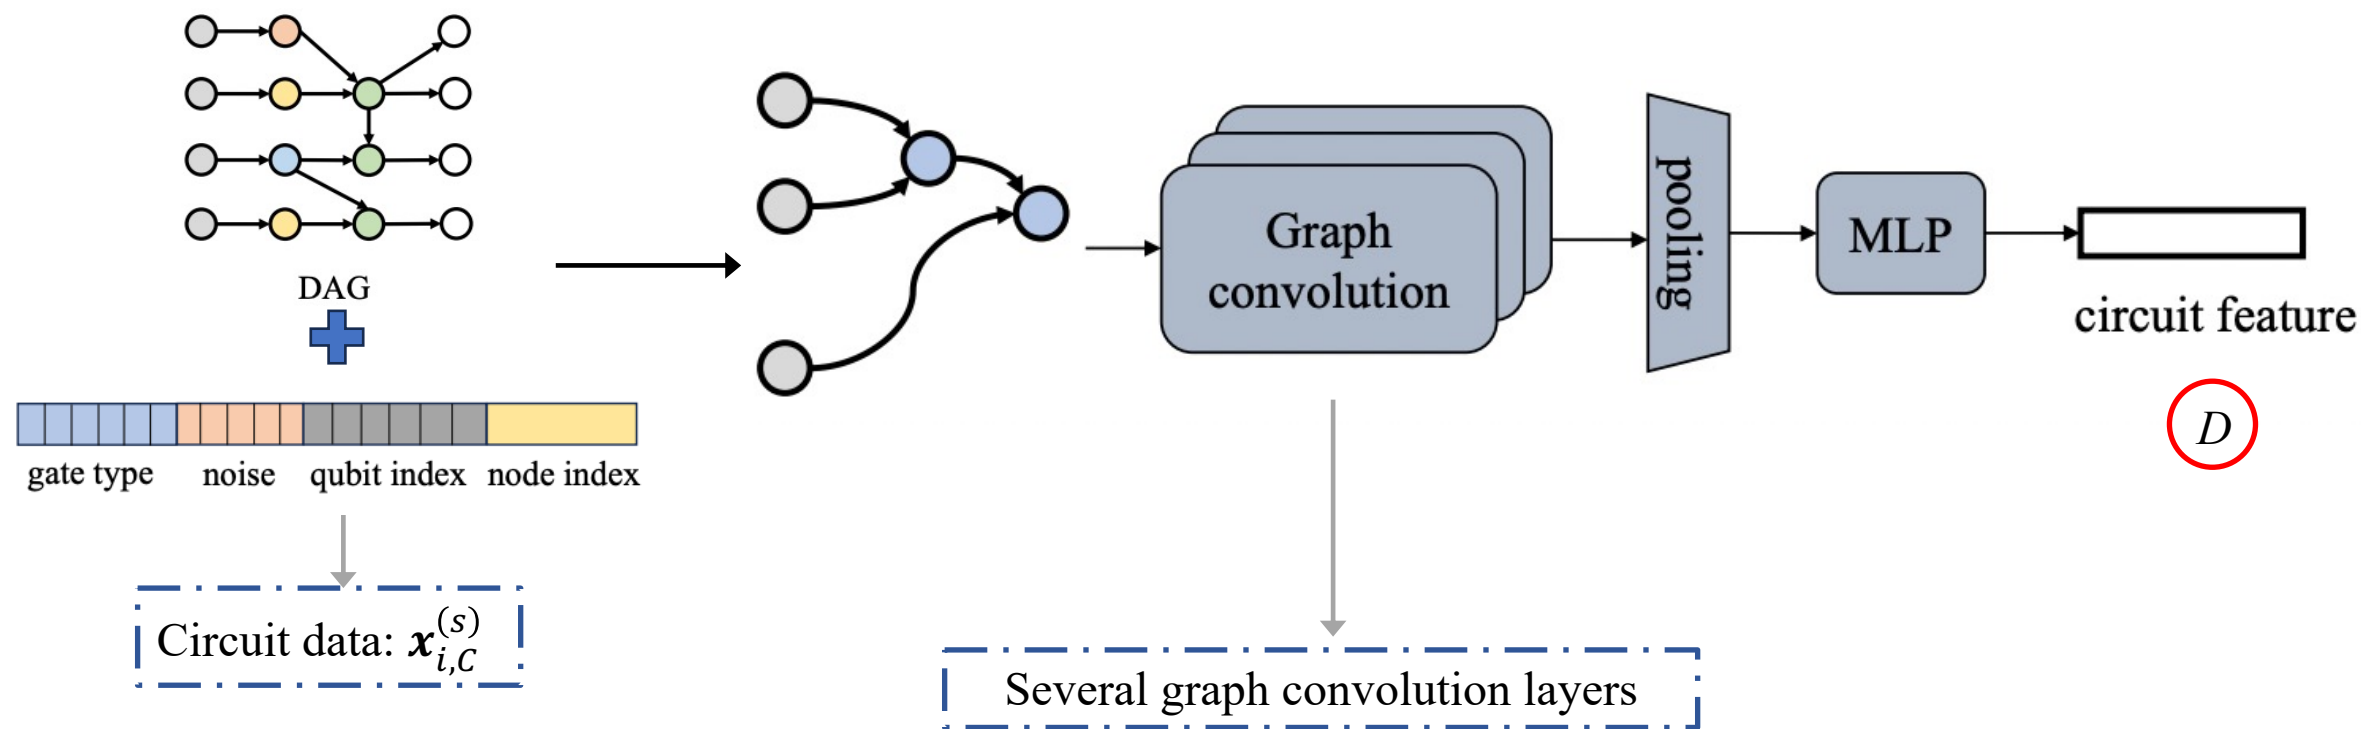 DAG
gate type noise qubit index node index
Circuit data: $\boldsymbol{x}_{i,C}^{(s)}$
Graph
convolution
pooling
MLP
circuit feature
D
Several graph convolution layers